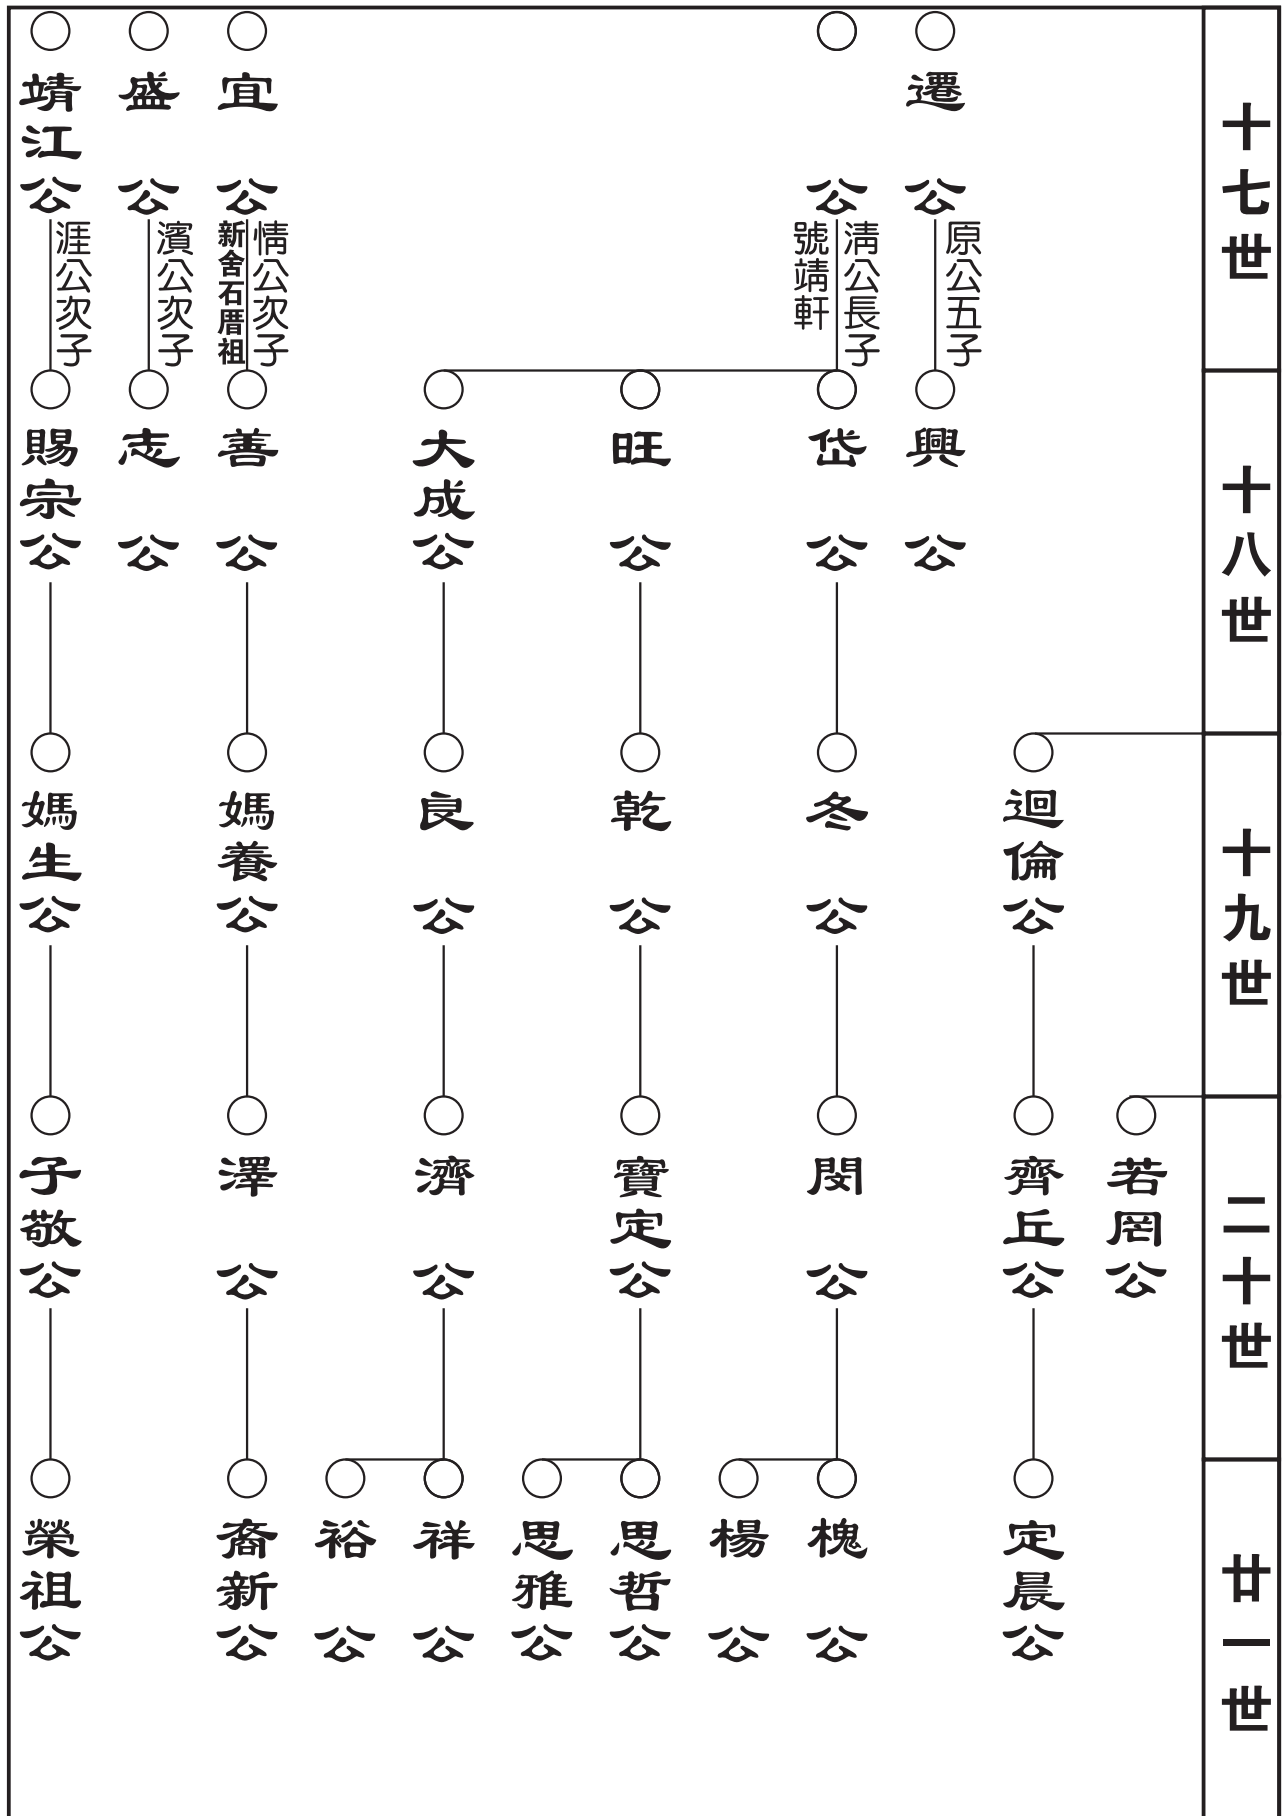 十七世
遷公
原公五子
公
淸公長子
號靖軒
宜公
情公次子
新舍石厝祖
盛公
濱公次子
靖江公
涯公次子
十八世
興公
岱公
旺公
大成公
善公
志公
賜宗公
十九世
迴倫公
冬公
乾公
良公
媽養公
媽生公
二十世
若罔公
齊丘公
閔公
寶定公
濟公
澤公
子敬公
廿一世
定晨公
槐公
楊公
思哲公
思雅公
祥公
裕公
裔新公
榮祖公